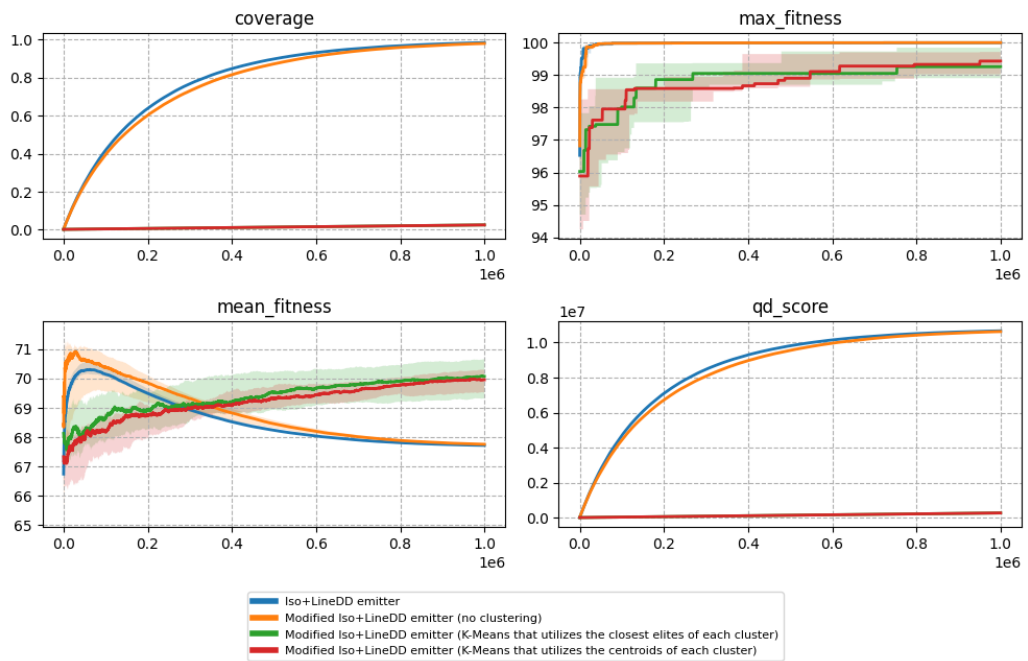 coverage
1.0
0.8
0.6
0.4
0.2
0.0
0.0 0.2 0.4 0.6 0.8 1.0
1e6
max_fitness
100
99
98
97
96
95
94
0.0 0.2 0.4 0.6 0.8 1.0
1e6
mean_fitness
71
70
69
68
67
66
65
0.0 0.2 0.4 0.6 0.8 1.0
1e6
qd_score
1e7
1.0
0.8
0.6
0.4
0.2
0.0
0.0 0.2 0.4 0.6 0.8 1.0
1e6
Iso+LineDD emitter
Modified Iso+LineDD emitter (no clustering)
Modified Iso+LineDD emitter (K-Means that utilizes the closest elites of each cluster)
Modified Iso+LineDD emitter (K-Means that utilizes the centroids of each cluster)